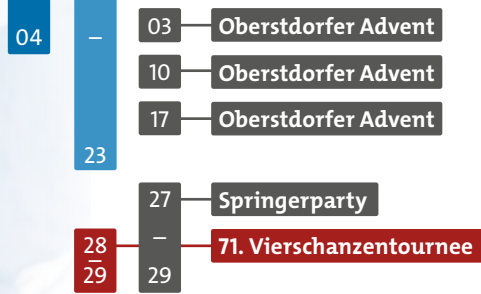 04
–
03 Oberstdorfer Advent
10 Oberstdorfer Advent
17 Oberstdorfer Advent
23
27 Springerparty
28 – 71. Vierschanzentournee
–
29 29